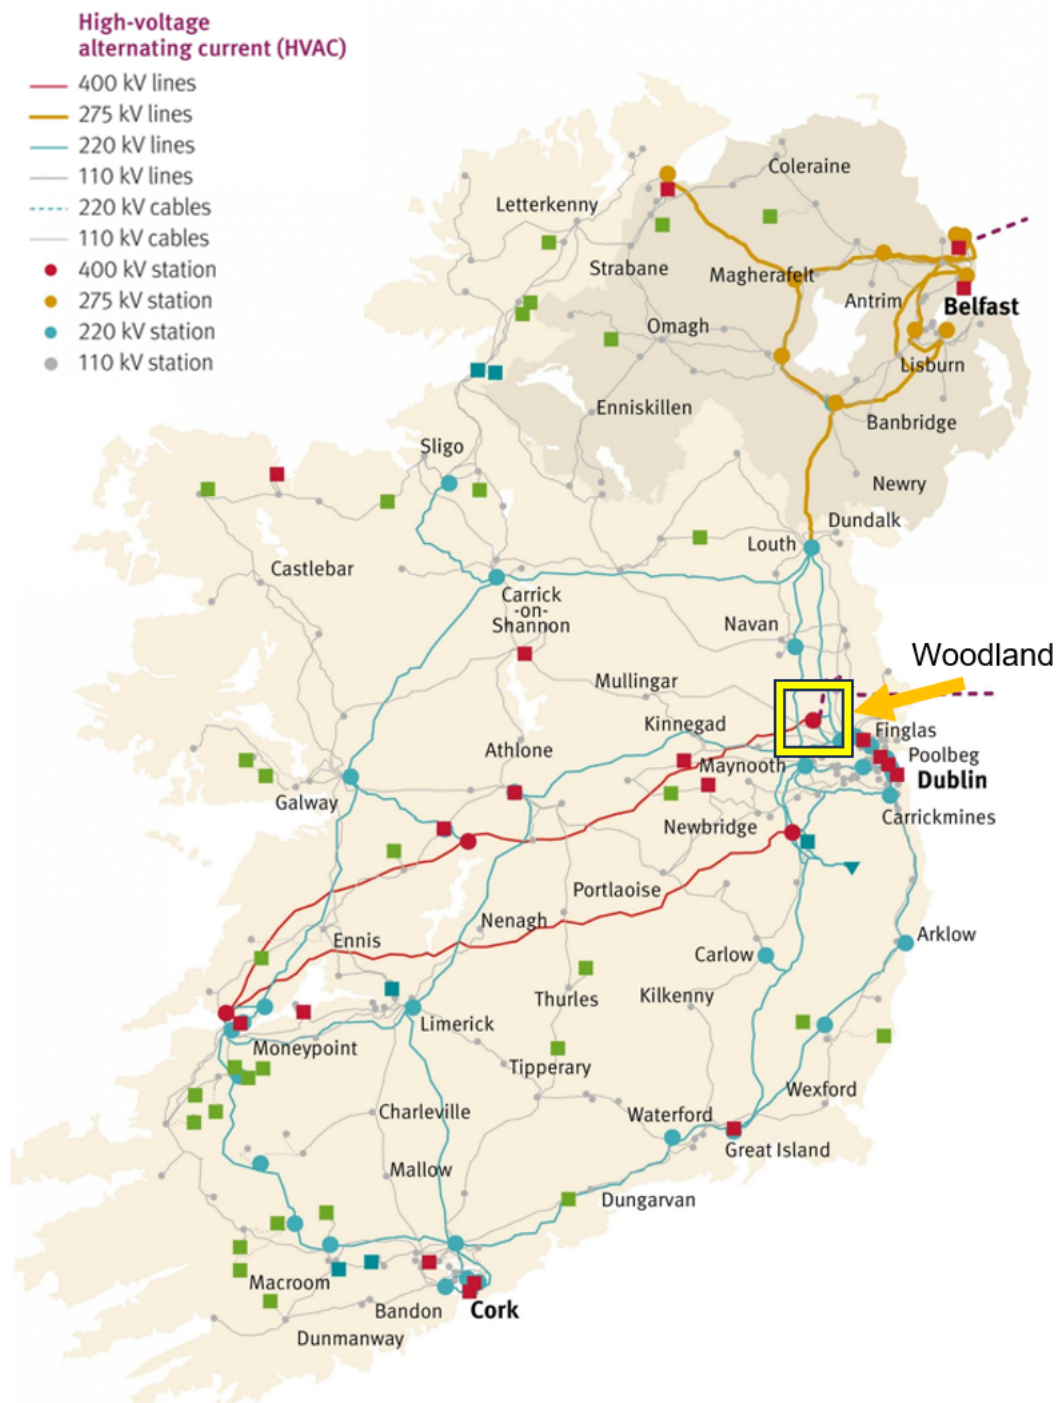 High-voltage
alternating current (HVAC)
400 kV lines
275 kV lines
220 kV lines
110 kV lines
220 kV cables
110 kV cables
400 kV station
275 kV station
220 kV station
110 kV station
Coleraine
Letterkenny
Strabane
Magherafelt
Antrim
Belfast
Omagh
Lisburn
Enniskillen
Banbridge
Sligo
Newry
Dundalk
Louth
Castlebar
Carrick
-on-
Shannon
Navan
Woodland
Mullingar
Kinnegad
Finglas
Athlone
Maynooth
Poolbeg
Dublin
Galway
Carrickmines
Newbridge
Portlaoise
Nenagh
Ennis
Arklow
Carlow
Kilkenny
Thurles
Limerick
Moneypoint
Tipperary
Wexford
Charleville
Waterford
Great Island
Mallow
Dungarvan
Macroom
Bandon
Cork
Dunmanway